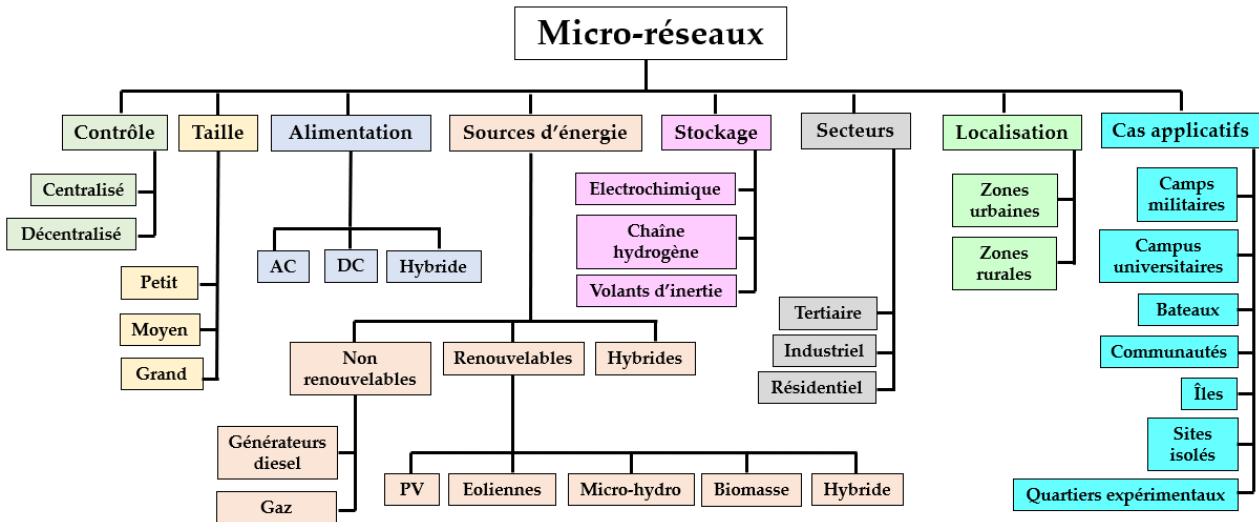 Micro-réseaux
Contrôle
Taille
Alimentation
Sources d'énergie
Stockage
Secteurs
Localisation
Cas applicatifs
Centralisé
Décentralisé
Petit
Moyen
Grand
AC
DC
Hybride
Non
renouvelables
Renouvelables
Hybrides
Générateurs
diesel
Gaz
PV
Eoliennes
Micro-hydro
Biomasse
Hybride
Electrochimique
Chaîne
hydrogène
Volants d'inertie
Tertiaire
Industriel
Résidentiel
Zones
urbaines
Zones
rurales
Camps
militaires
Campus
universitaires
Bateaux
Communautés
Îles
Sites
isolés
Quartiers expérimentaux